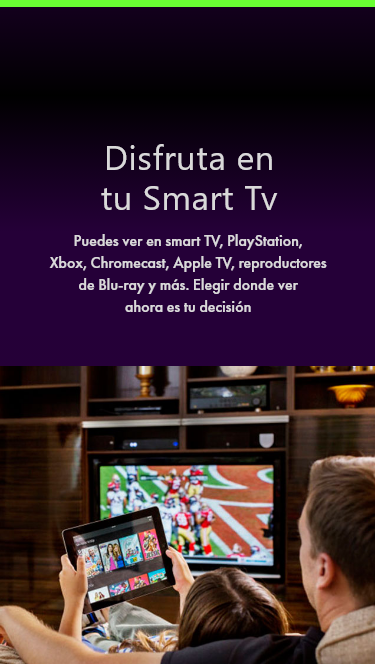 Disfruta en
tu Smart Tv
Puedes ver en smart TV, PlayStation,
Xbox, Chromecast, Apple TV, reproductores
de Blu-ray y más. Elegir donde ver
ahora es tu decisión